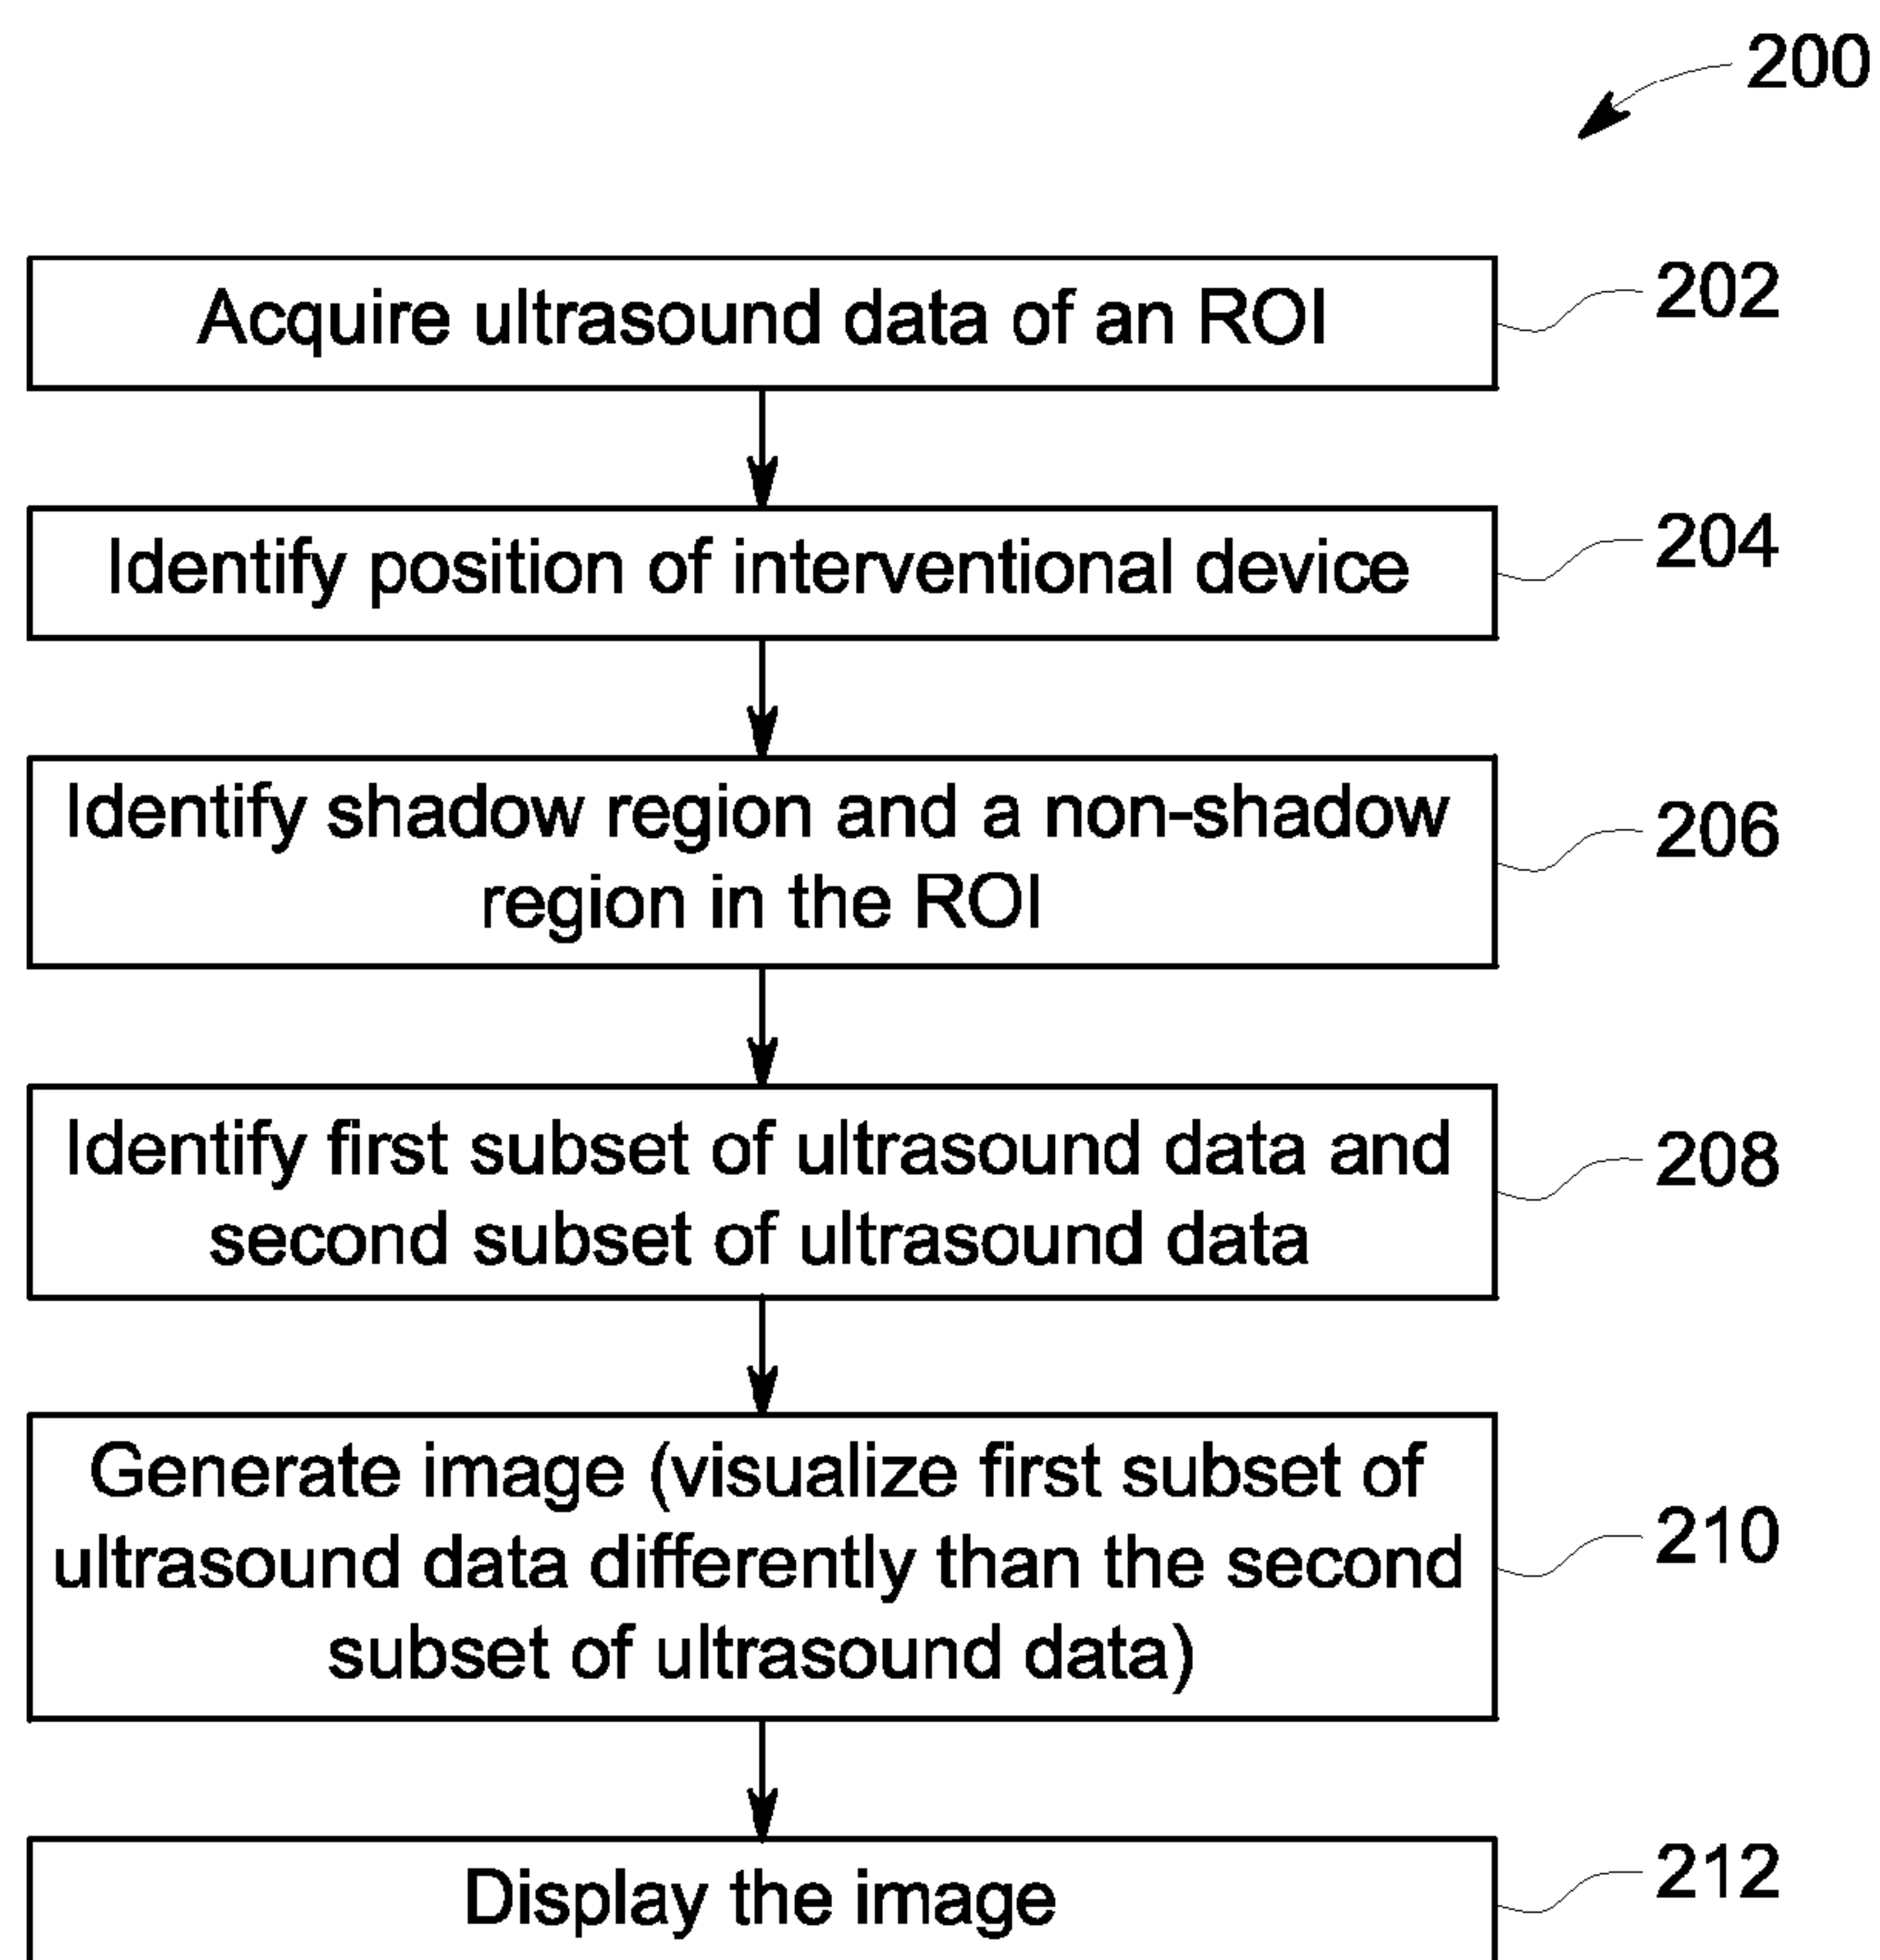 200
Acquire ultrasound data of an ROI
202
Identify position of interventional device
204
Identify shadow region and a non-shadow
region in the ROI
206
Identify first subset of ultrasound data and
second subset of ultrasound data
208
Generate image (visualize first subset of
ultrasound data differently than the second
subset of ultrasound data)
210
Display the image
212